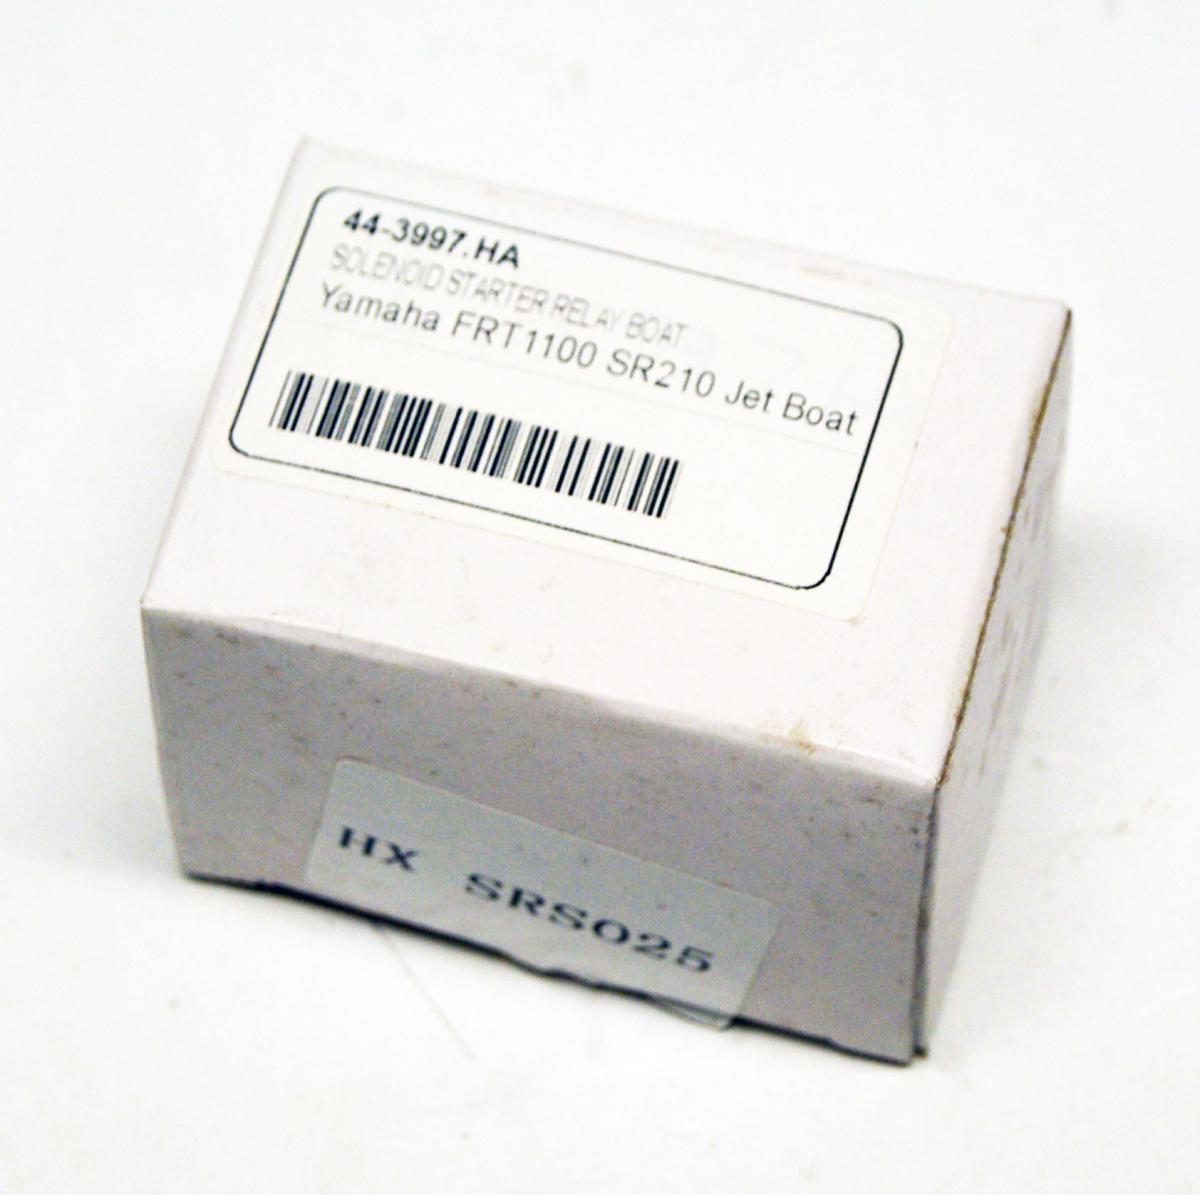 44-3997.HA
SOLENOID STARTER RELAY BOAT
Yamaha FRT1100 SR210 Jet Boat
HX SRS025